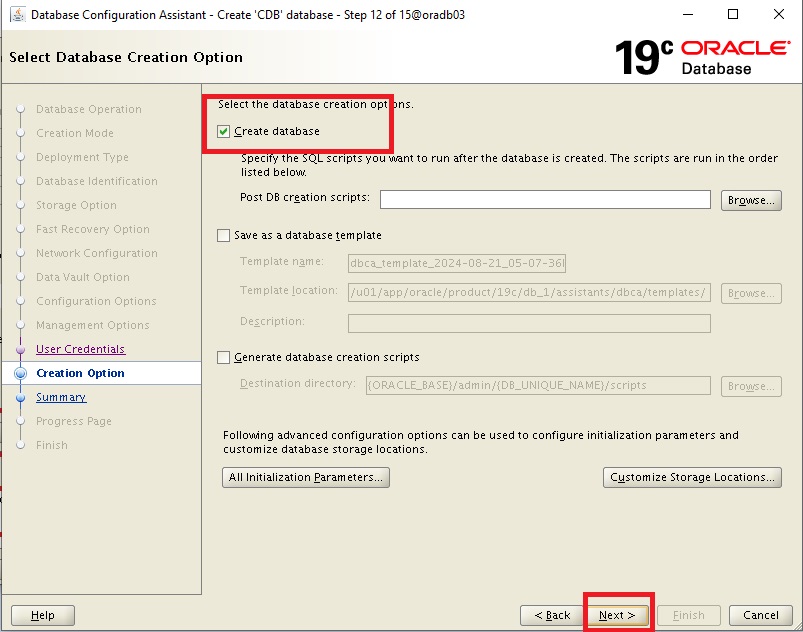 Database Configuration Assistant - Create 'CDB' database - Step 12 of 15@oradb03
Select Database Creation Option
19c ORACLE
Database
Database Operation
Creation Mode
Deployment Type
Database Identification
Storage Option
Fast Recovery Option
Network Configuration
Data Vault Option
Configuration Options
Management Options
User Credentials
Creation Option
Summary
Progress Page
Finish
Select the database creation options.
Create database
Specify the SQL scripts you want to run after the database is created. The scripts are run in the order
listed below.
Post DB creation scripts:
Browse...
Save as a database template
Template name: dbca_template_2024-08-21_05-07-36
Template location: /u01/app/oracle/product/19c/db_1/assistants/dbca/templates/ Browse...
Description:
Generate database creation scripts
Destination directory: {ORACLE_BASE}/admin/{DB_UNIQUE_NAME}/scripts Browse...
Following advanced configuration options can be used to configure initialization parameters and
customize database storage locations.
All Initialization Parameters... Customize Storage Locations...
Help < Back Next > Finish Cancel